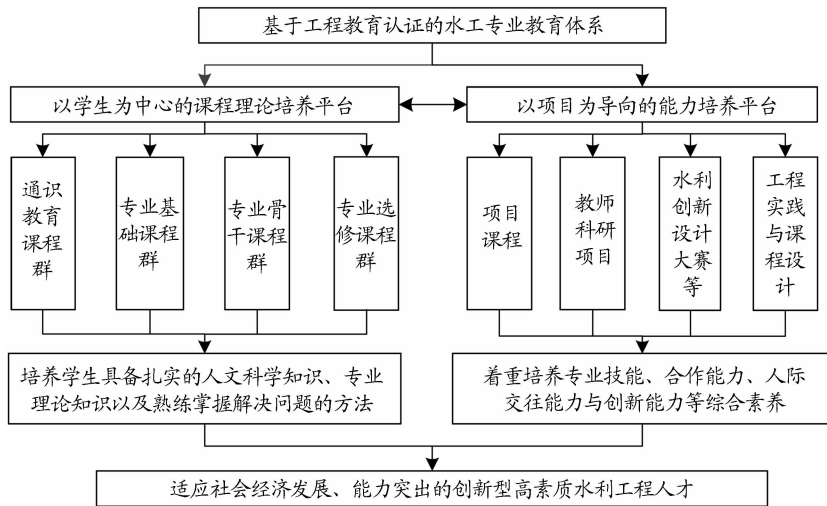 基于工程教育认证的水工专业教育体系
以学生为中心的课程理论培养平台
以项目为导向的能力培养平台
通识
教育
课程
群
专业基
础课程
群
专业骨
干课程
群
专业选
修课程
群
项目
课程
教师
科研
项目
水利
创新
设计
大赛
等
工程
实践
与课
程设
计
培养学生具备扎实的人文科学知识、专业
理论知识以及熟练掌握解决问题的方法
着重培养专业技能、合作能力、人际
交往能力与创新能力等综合素养
适应社会经济发展、能力突出的创新型高素质水利工程人才